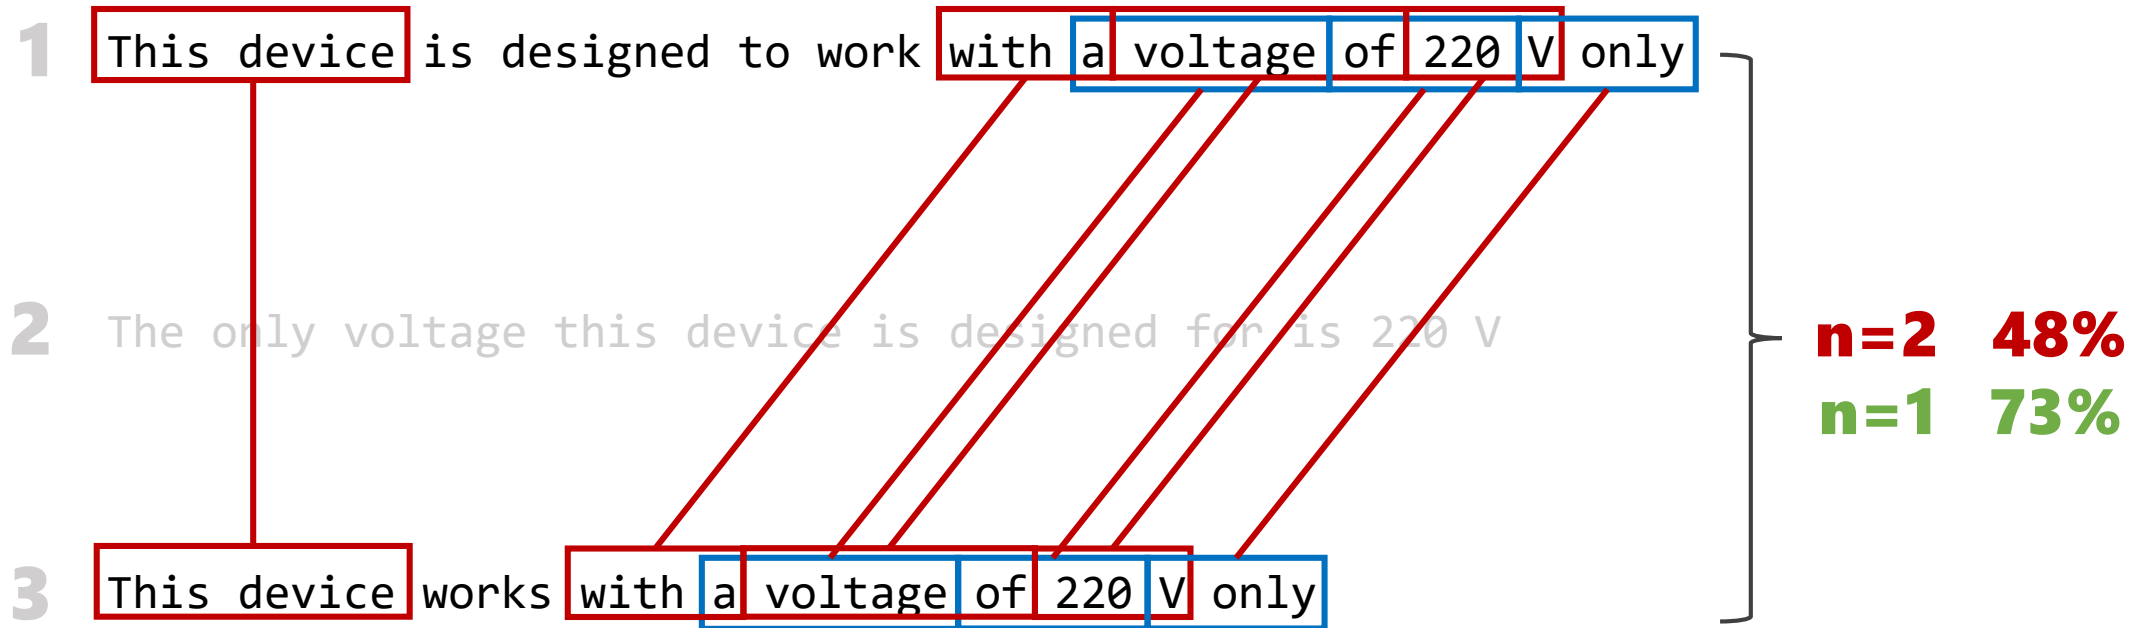 1 This device is designed to work with a voltage of 220 V only
2 The only voltage this device is designed for is 220 V
n=2 48%
n=1 73%
3 This device works with a voltage of 220 V only